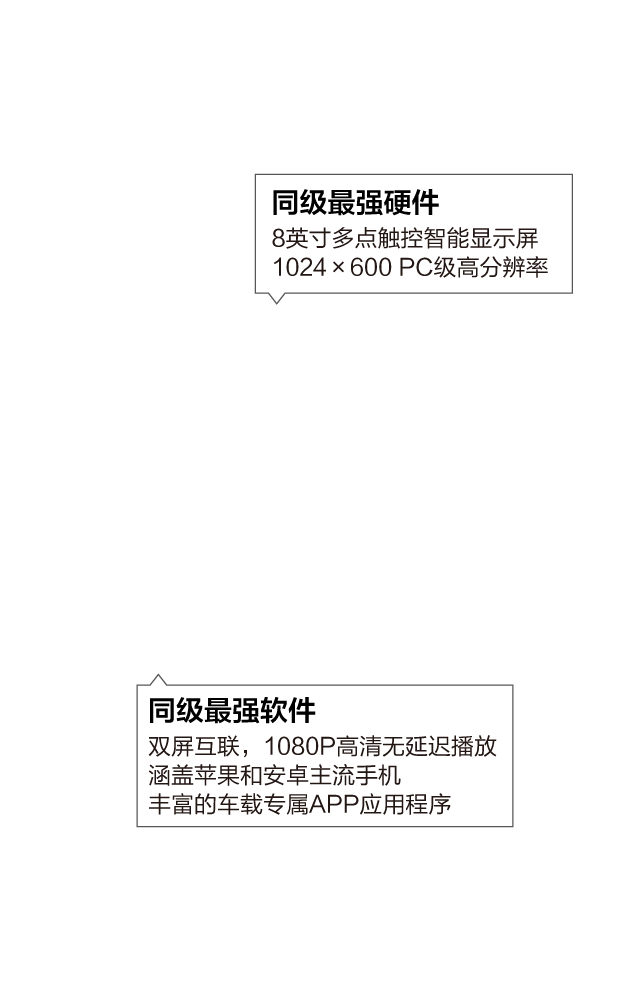 同级最强硬件
8英寸多点触控智能显示屏
1024×600 PC级高分辨率
同级最强软件
双屏互联，1080P高清无延迟播放
涵盖苹果和安卓主流手机
丰富的车载专属APP应用程序